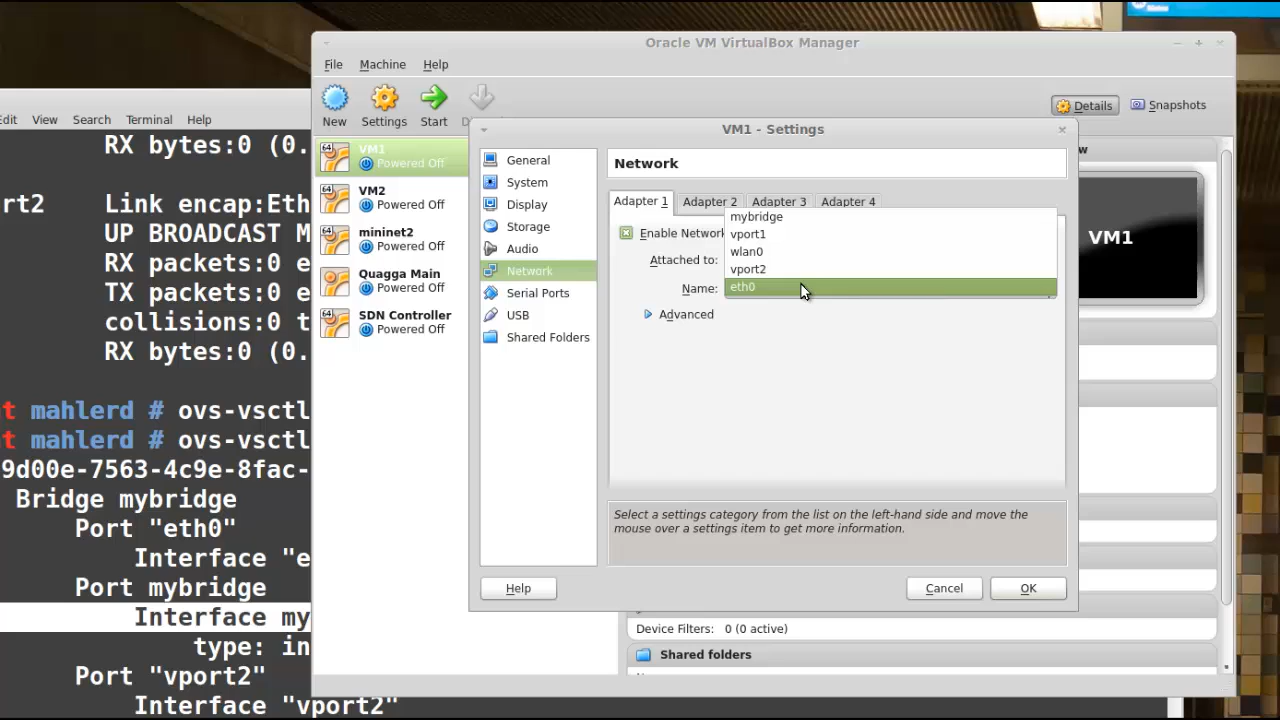 Oracle VM VirtualBox Manager
File Machine Help
New Settings Start D
Details Snapshots
Edit View Search Terminal Help
RX bytes:0 (0.
rt2 Link encap:Eth
UP BROADCAST M
RX packets:0 e
TX packets:0 e
collisions:0 t
RX bytes:0 (0.
t mahlerd # ovs-vsctl
t mahlerd # ovs-vsctl
9d00e-7563-4c9e-8fac-
Bridge mybridge
Port "eth0"
Interface "e
Port mybridge
Interface my
type: in
Port "vport2"
Interface "vport2"
VM1
Powered Off
VM2
Powered Off
mininet2
Powered Off
Quagga Main
Powered Off
SDN Controller
Powered Off
VM1 - Settings
General
System
Display
Storage
Audio
Network
Serial Ports
USB
Shared Folders
Network
Adapter 1 Adapter 2 Adapter 3 Adapter 4
Enable Network
Attached to:
Name:
mybridge
vport1
wlan0
vport2
eth0
Advanced
Select a settings category from the list on the left-hand side and move the
mouse over a settings item to get more information.
Help Cancel OK
w
VM1
Device Filters: 0 (0 active)
Shared folders